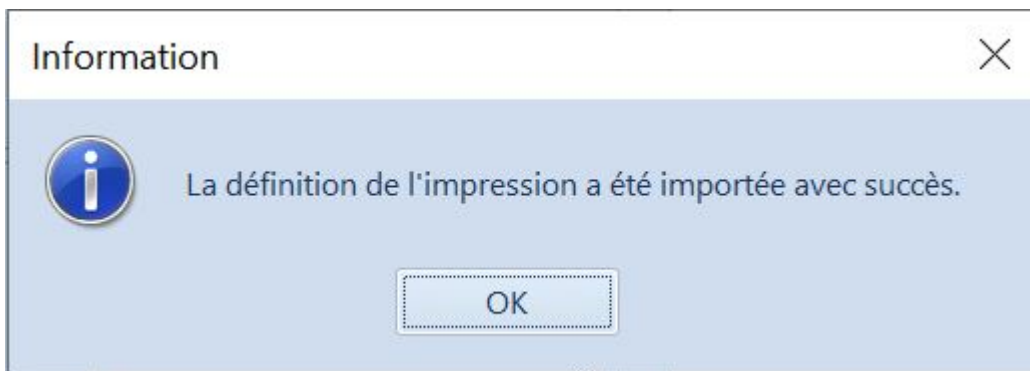 Information
La définition de l'impression a été importée avec succès.
OK